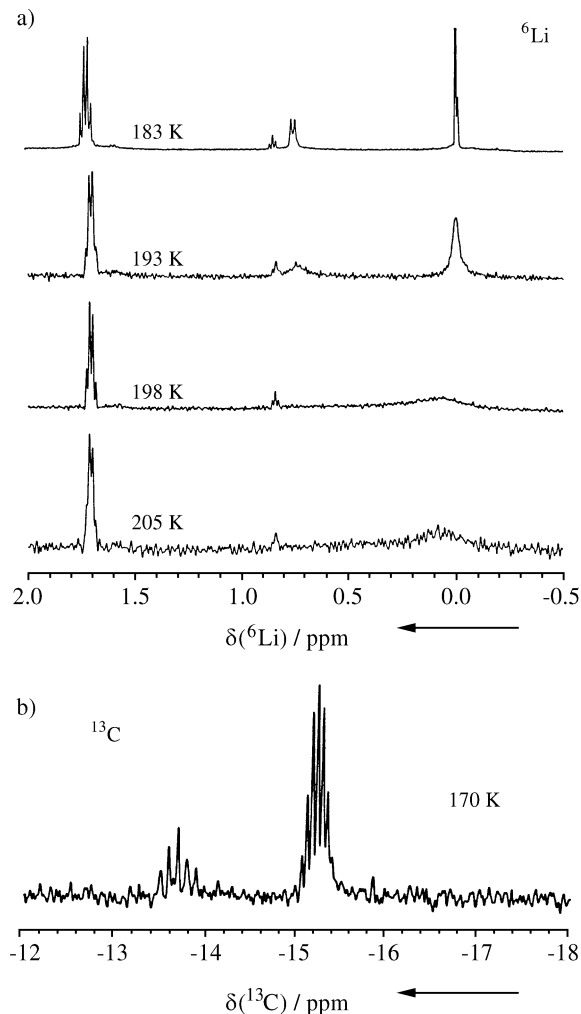 a)
⁶Li
183 K
193 K
198 K
205 K
2.0 1.5 1.0 0.5 0.0 -0.5
δ(⁶Li) / ppm
b)
¹³C
170 K
-12 -13 -14 -15 -16 -17 -18
δ(¹³C) / ppm